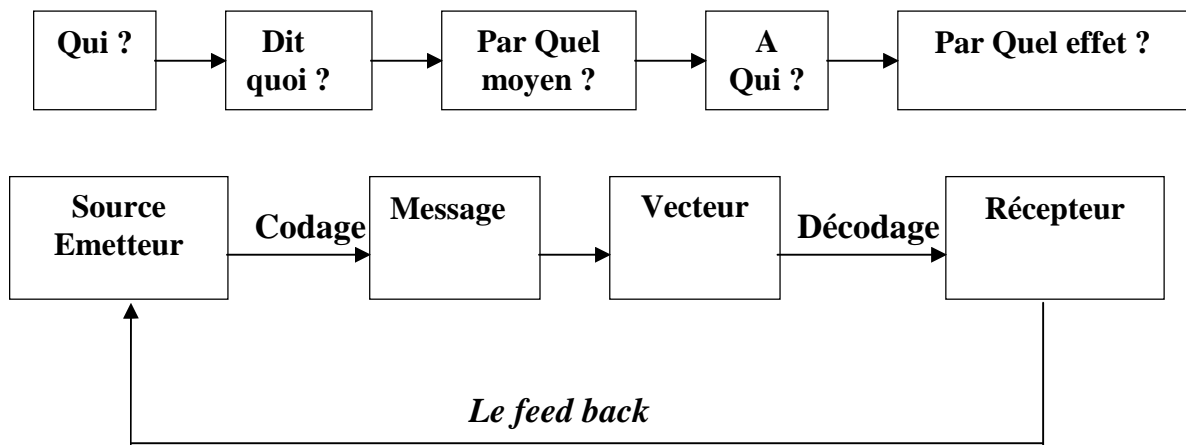 Qui ?
Dit
quoi ?
Par Quel
moyen ?
A
Qui ?
Par Quel effet ?
Source
Emetteur
Codage
Message
Vecteur
Décodage
Récepteur
Le feed back